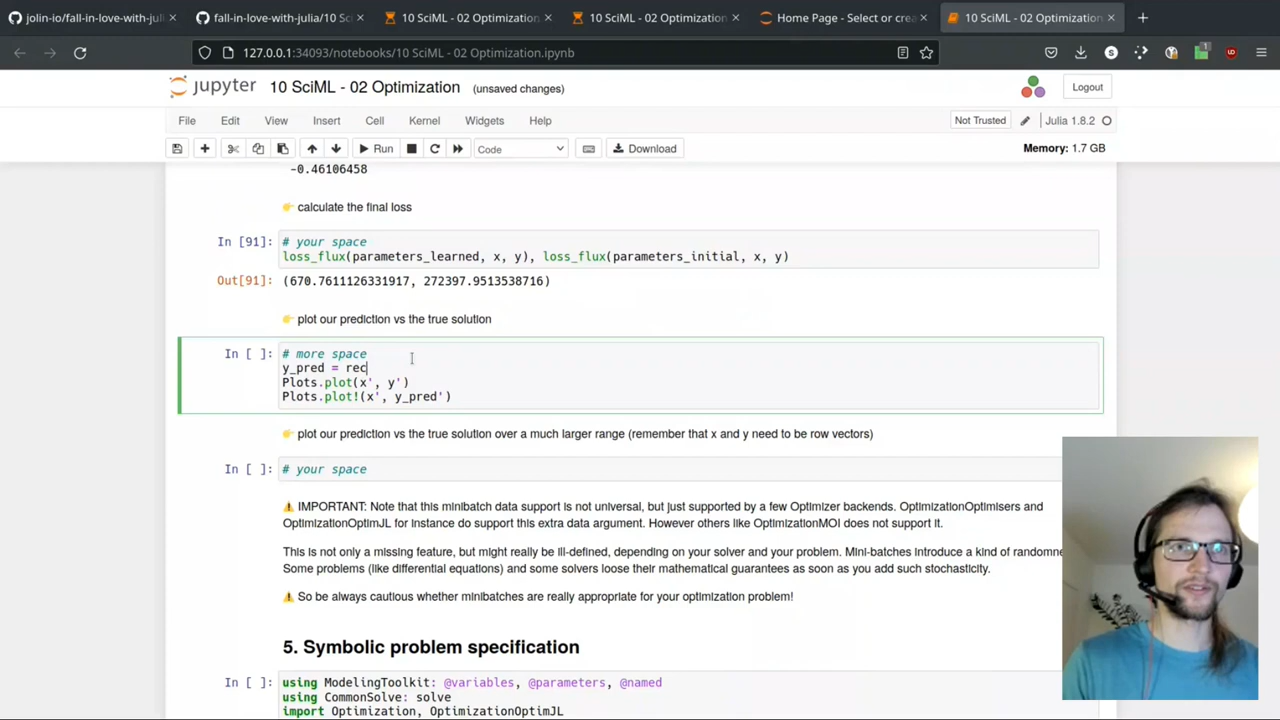 jolin-io/fall-in-love-with-juli
fall-in-love-with-julia/10 Sc
10 SciML - 02 Optimization
10 SciML - 02 Optimization
Home Page - Select or crea
10 SciML - 02 Optimization
127.0.0.1:34093/notebooks/10 SciML - 02 Optimization.ipynb
jupyter 10 SciML - 02 Optimization (unsaved changes) Logout
File Edit View Insert Cell Kernel Widgets Help Not Trusted Julia 1.8.2
Run Code Download Memory: 1.7 GB
-0.46106458
👉 calculate the final loss
In [91]: # your space
loss_flux(parameters_learned, x, y), loss_flux(parameters_initial, x, y)
Out[91]: (670.7611126331917, 272397.9513538716)
👉 plot our prediction vs the true solution
In [ ]: # more space
y_pred = rec
Plots.plot(x', y')
Plots.plot!(x', y_pred')
👉 plot our prediction vs the true solution over a much larger range (remember that x and y need to be row vectors)
In [ ]: # your space
⚠️ IMPORTANT: Note that this minibatch data support is not universal, but just supported by a few Optimizer backends. OptimizationOptimisers and
OptimizationOptimJL for instance do support this extra data argument. However others like OptimizationMOI does not support it.
This is not only a missing feature, but might really be ill-defined, depending on your solver and your problem. Mini-batches introduce a kind of randomne
Some problems (like differential equations) and some solvers loose their mathematical guarantees as soon as you add such stochasticity.
⚠️ So be always cautious whether minibatches are really appropriate for your optimization problem!
5. Symbolic problem specification
In [ ]: using ModelingToolkit: @variables, @parameters, @named
using CommonSolve: solve
import Optimization, OptimizationOptimJL